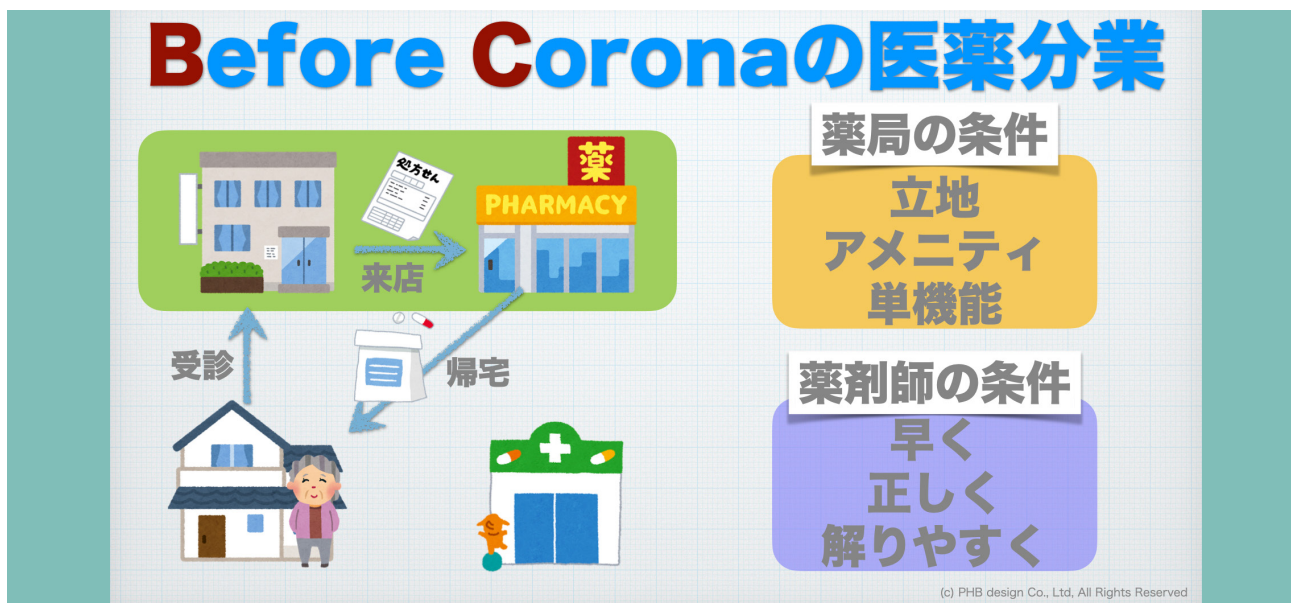 Before Coronaの医薬分業
処方せん
薬
PHARMACY
来店
受診
帰宅
薬局の条件
立地
アメニティ
単機能
薬剤師の条件
早く
正しく
解りやすく
(c) PHB design Co., Ltd, All Rights Reserved